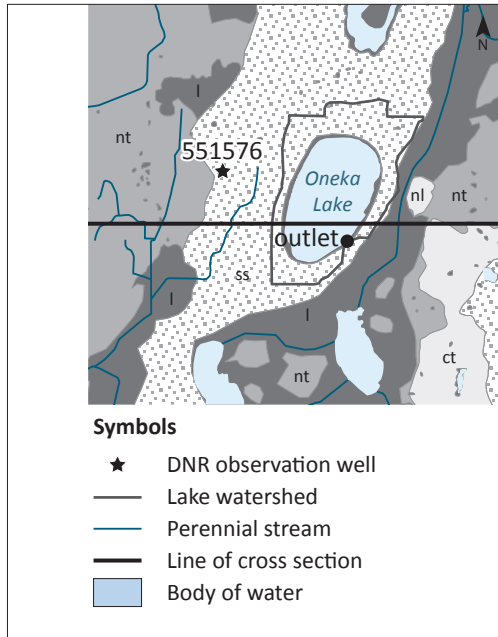 N
l
nt
551576
Oneka
Lake
nl
nt
outlet
ss
l
l
ct
nt
Symbols
DNR observation well
Lake watershed
Perennial stream
Line of cross section
Body of water